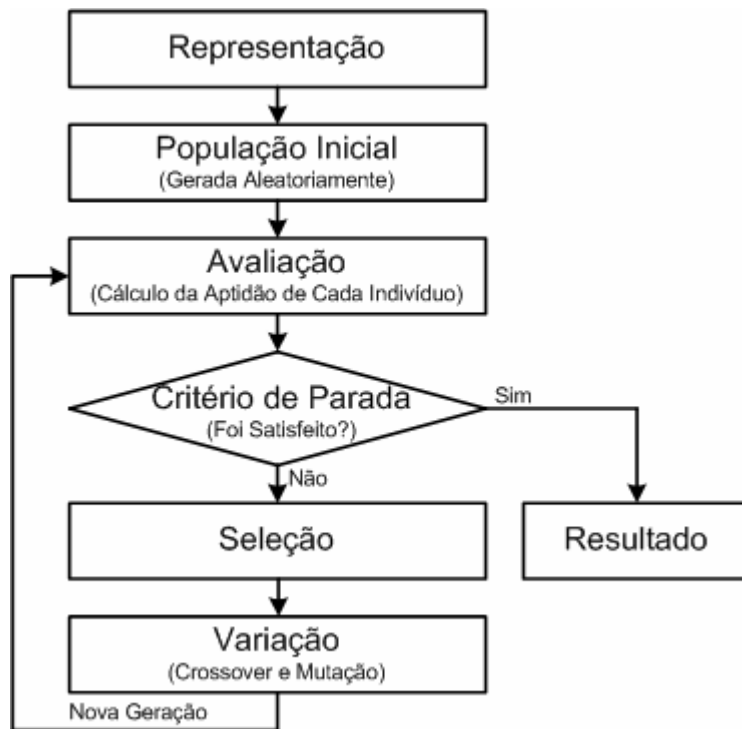 Representação
População Inicial
(Gerada Aleatoriamente)
Avaliação
(Cálculo da Aptidão de Cada Indivíduo)
Critério de Parada
(Foi Satisfeito?)
Sim
Não
Seleção
Resultado
Variação
(Crossover e Mutação)
Nova Geração